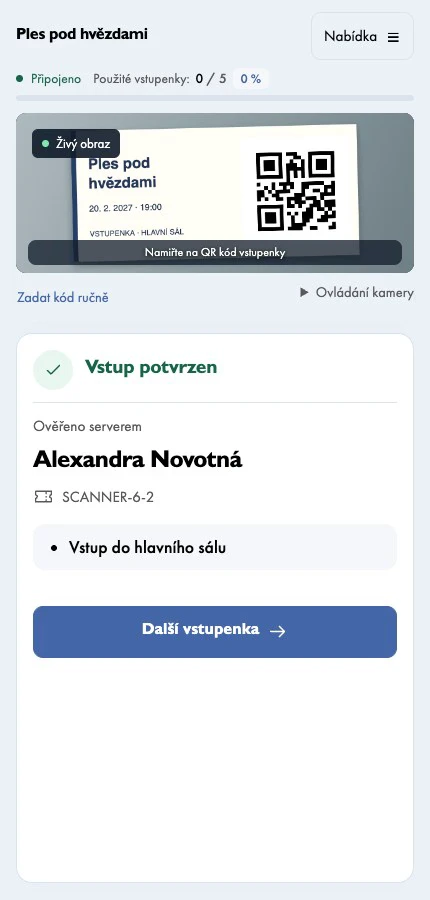 Ples pod hvězdami
Nabídka
Připojeno Použité vstupenky: 0 / 5 0 %
Živý obraz
Ples pod
hvězdami
20. 2. 2027 · 19:00
VSTUPENKA · HLAVNÍ SÁL
Namiřte na QR kód vstupenky
Zadat kód ručně
Ovládání kamery
Vstup potvrzen
Ověřeno serverem
Alexandra Novotná
SCANNER-6-2
Vstup do hlavního sálu
Další vstupenka